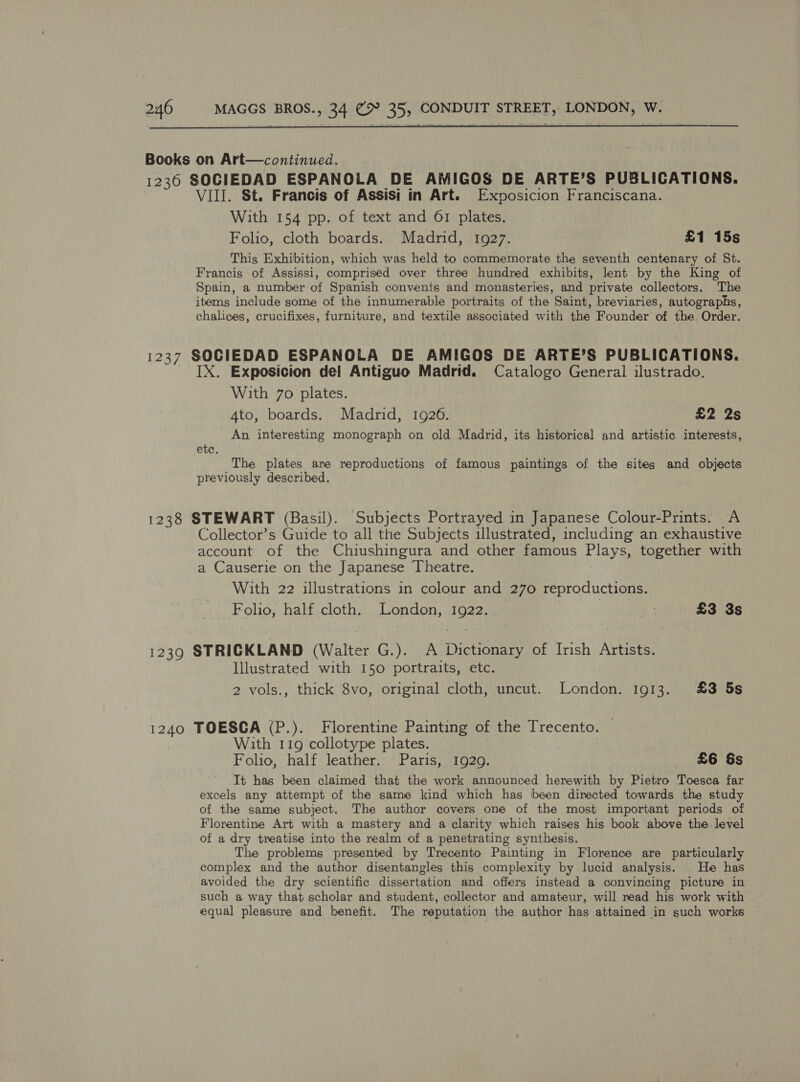 246 MAGGS BROS., 34 & 35, CONDUIT STREET, LONDON, W.
Books on Art—continued.
1236 SOCIEDAD ESPANOLA DE AMIGOS DE ARTE'S PUBLICATIONS.
VIII. St. Francis of Assisi in Art. Exposicion Franciscana.
With 154 pp. of text and 61 plates.
Folio, cloth boards. Madrid, 1927. £1 15s
This Exhibition, which was held to commemorate the seventh centenary of St.
Francis of Assissi, comprised over three hundred exhibits, lent by the King of
Spain, a number of Spanish convents and monasteries, and private collectors. The
items include some of the innumerable portraits of the Saint, breviaries, autographs,
chalices, crucifixes, furniture, and textile associated with the Founder of the Order.
1237 SOCIEDAD ESPANOLA DE AMIGOS DE ARTE'S PUBLICATIONS.
IX. Exposicion del Antiguo Madrid. Catalogo General ilustrado.
With 70 plates.
4to, boards. Madrid, 1926. £2 2s
An interesting monograph on old Madrid, its historical and artistic interests,
etc.
The plates are reproductions of famous paintings of the sites and objects
previously described.
1238 STEWART (Basil). Subjects Portrayed in Japanese Colour-Prints. A
Collector's Guide to all the Subjects illustrated, including an exhaustive
account of the Chiushingura and other famous Plays, together with
a Causerie on the Japanese Theatre.
With 22 illustrations in colour and 270 reproductions.
Folio, half cloth. London, 1922. £3 3s
1239 STRICKLAND (Walter G.). A Dictionary of Irish Artists.
Illustrated with 150 portraits, etc.
2 vols., thick 8vo, original cloth, uncut. London. 1913. £3 5s
1240 TOESCA (P.). Florentine Painting of the Trecento.
With 119 collotype plates.
Folio, half leather. Paris, 1929. £6 6s
It has been claimed that the work announced herewith by Pietro Toesca far
excels any attempt of the same kind which has been directed towards the study
of the same subject. The author covers one of the most important periods of
Florentine Art with a mastery and a clarity which raises his book above the level
of a dry treatise into the realm of a penetrating synthesis.
The problems presented by Trecento Painting in Florence are particularly
complex and the author disentangles this complexity by lucid analysis. He has
avoided the dry scientific dissertation and offers instead a convincing picture in
such a way that scholar and student, collector and amateur, will read his work with
equal pleasure and benefit. The reputation the author has attained in such works